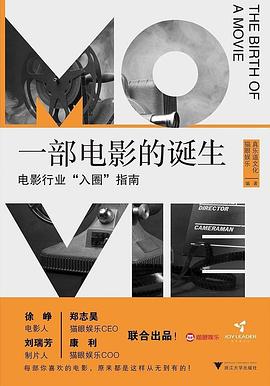 THE BIRTH OF
A MOVIE
MO
一部电影的诞生
电影行业“入圈”指南
真乐道文化
猫眼娱乐
编 著
VIE
DIRECTOR
CAMERAMAN
徐 峥
电影人
郑志昊
猫眼娱乐CEO
刘瑞芳
制片人
康 利
猫眼娱乐COO
联合出品！
猫眼娱乐
JOY LEADER
每部你喜欢的电影，原来都是这样从无到有的！
浙江大学出版社